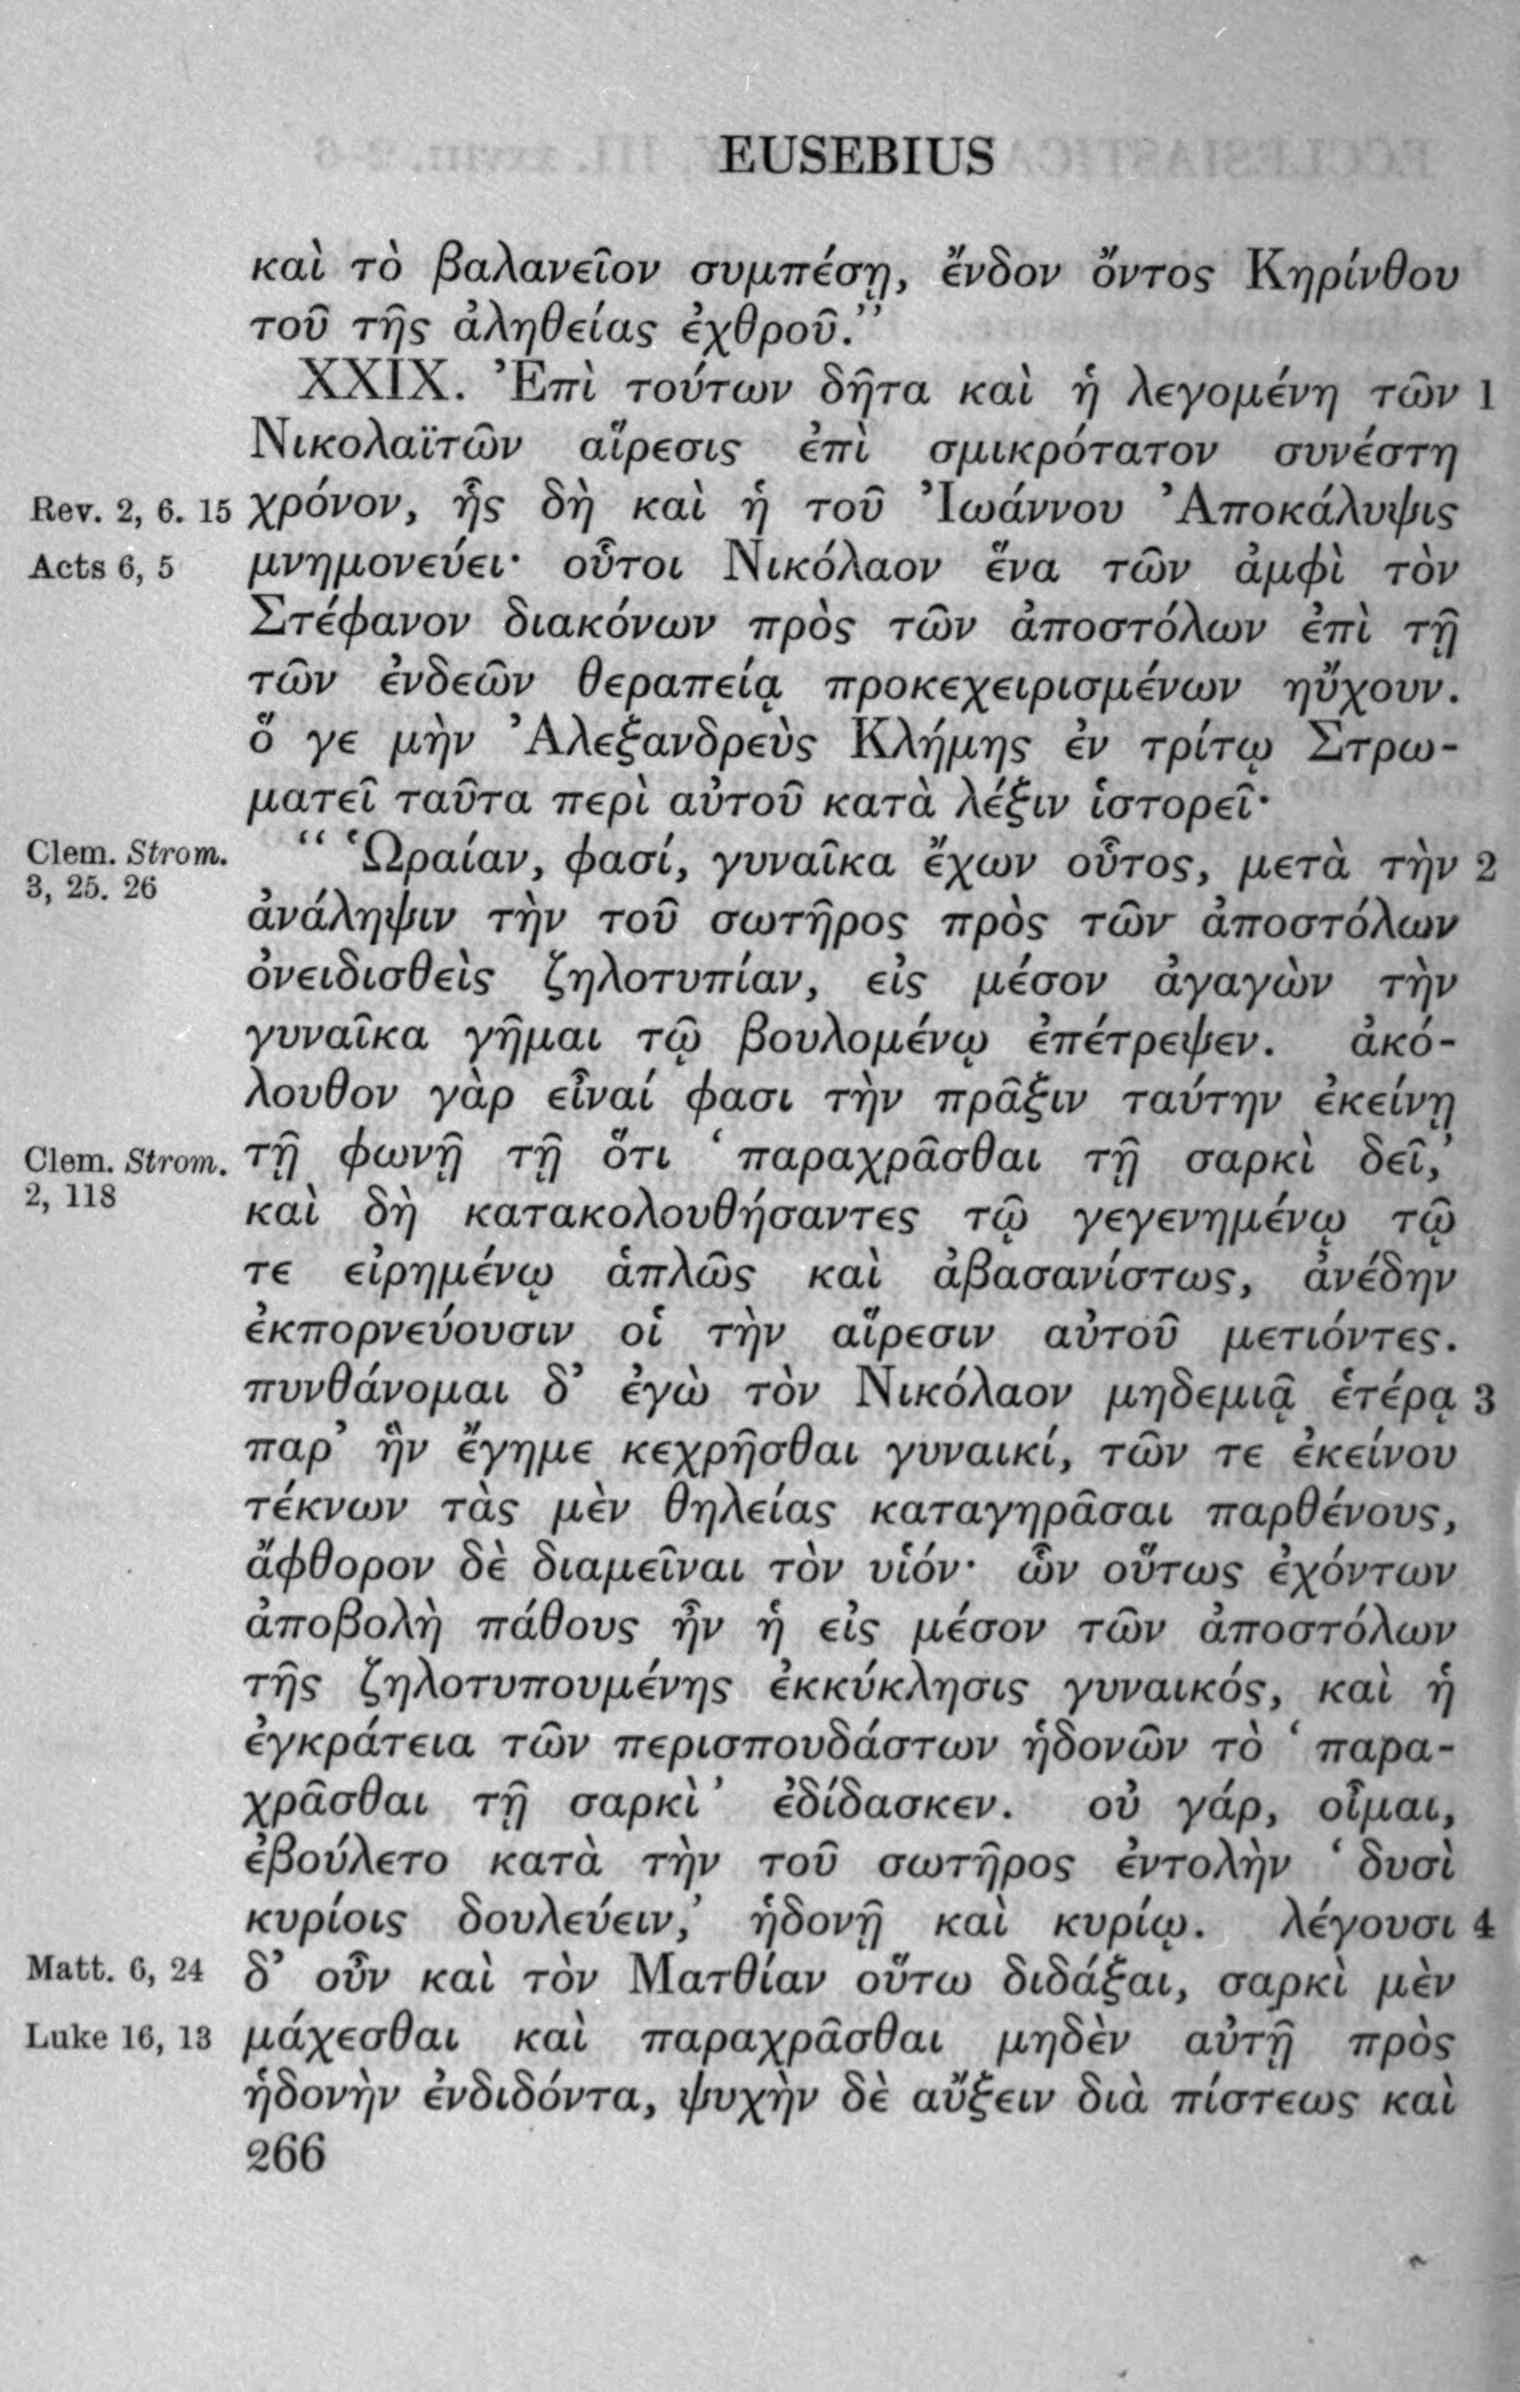 EUSEBIUS
καὶ τὸ βαλανεῖον συμπέσῃ, ἔνδον ὄντος Κηρίνθου
τοῦ τῆς ἀληθείας ἐχθροῦ.”
XXIX. Ἐπὶ τούτων δῆτα καὶ ἡ λεγομένη τῶν 1
Νικολαϊτῶν αἵρεσις ἐπὶ σμικρότατον συνέστη
Rev. 2, 6. 15 χρόνον, ἧς δὴ καὶ ἡ τοῦ Ἰωάννου Ἀποκάλυψις
Acts 6, 5 μνημονεύει· οὗτοι Νικόλαον ἕνα τῶν ἀμφὶ τὸν
Στέφανον διακόνων πρὸς τῶν ἀποστόλων ἐπὶ τῇ
τῶν ἐνδεῶν θεραπείᾳ προκεχειρισμένων ηὔχουν.
ὅ γε μὴν Ἀλεξανδρεὺς Κλήμης ἐν τρίτῳ Στρω-
ματεῖ ταῦτα περὶ αὐτοῦ κατὰ λέξιν ἱστορεῖ·
Clem. Strom. “ Ὡραίαν, φασί, γυναῖκα ἔχων οὗτος, μετὰ τὴν 2
3, 25. 26
ἀνάληψιν τὴν τοῦ σωτῆρος πρὸς τῶν ἀποστόλων
ὀνειδισθεὶς ζηλοτυπίαν, εἰς μέσον ἀγαγὼν τὴν
γυναῖκα γῆμαι τῷ βουλομένῳ ἐπέτρεψεν. ἀκό-
λουθον γὰρ εἶναί φασι τὴν πρᾶξιν ταύτην ἐκείνῃ
Clem. Strom. τῇ φωνῇ τῇ ὅτι ‘ παραχρᾶσθαι τῇ σαρκὶ δεῖ,’
2, 118
καὶ δὴ κατακολουθήσαντες τῷ γεγενημένῳ τῷ
τε εἰρημένῳ ἁπλῶς καὶ ἀβασανίστως, ἀνέδην
ἐκπορνεύουσιν οἱ τὴν αἵρεσιν αὐτοῦ μετιόντες.
πυνθάνομαι δ’ ἐγὼ τὸν Νικόλαον μηδεμιᾷ ἑτέρᾳ 3
παρ’ ἣν ἔγημε κεχρῆσθαι γυναικί, τῶν τε ἐκείνου
τέκνων τὰς μὲν θηλείας καταγηρᾶσαι παρθένους,
ἄφθορον δὲ διαμεῖναι τὸν υἱόν· ὧν οὕτως ἐχόντων
ἀποβολὴ πάθους ἦν ἡ εἰς μέσον τῶν ἀποστόλων
τῆς ζηλοτυπουμένης ἐκκύκλησις γυναικός, καὶ ἡ
ἐγκράτεια τῶν περισπουδάστων ἡδονῶν τὸ ‘ παρα-
χρᾶσθαι τῇ σαρκὶ’ ἐδίδασκεν. οὐ γάρ, οἶμαι,
ἐβούλετο κατὰ τὴν τοῦ σωτῆρος ἐντολὴν ‘ δυσὶ
κυρίοις δουλεύειν,’ ἡδονῇ καὶ κυρίῳ. λέγουσι 4
Matt. 6, 24 δ’ οὖν καὶ τὸν Ματθίαν οὕτω διδάξαι, σαρκὶ μὲν
Luke 16, 13 μάχεσθαι καὶ παραχρᾶσθαι μηδὲν αὐτῇ πρὸς
ἡδονὴν ἐνδιδόντα, ψυχὴν δὲ αὔξειν διὰ πίστεως καὶ
266